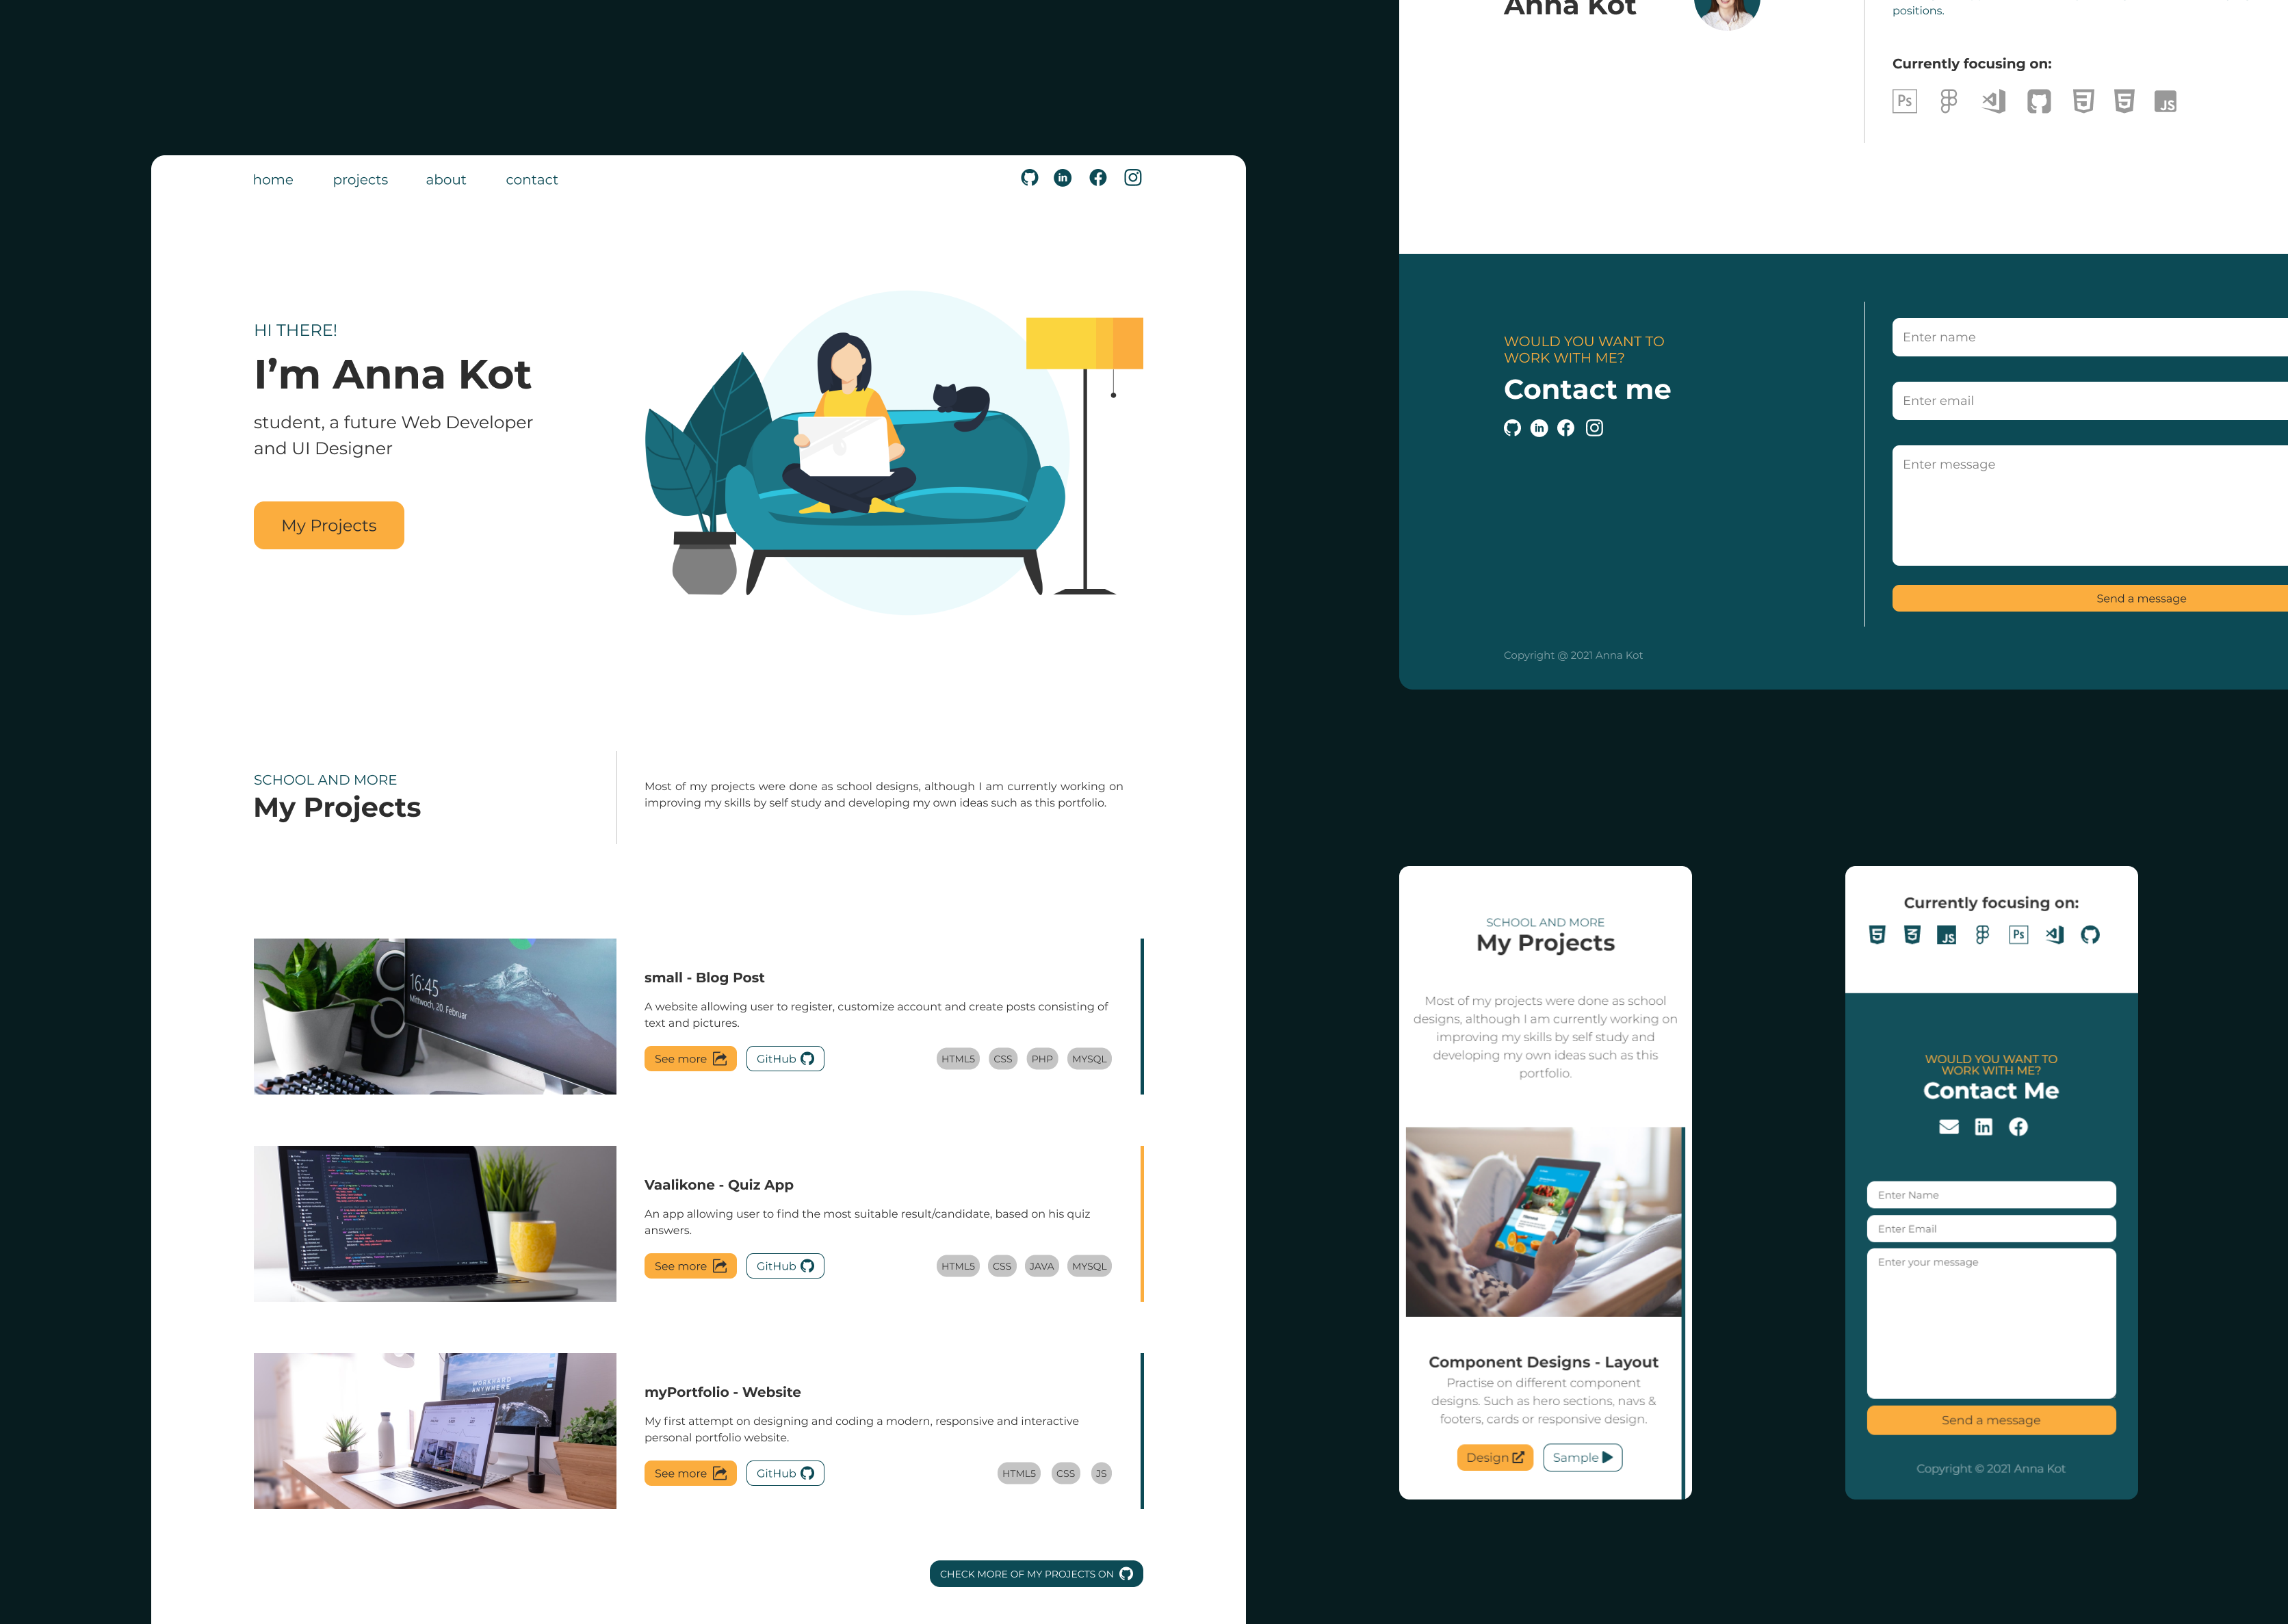 home projects about contact
HI THERE!
I’m Anna Kot
student, a future Web Developer
and UI Designer
My Projects
SCHOOL AND MORE
My Projects
Most of my projects were done as school designs, although I am currently working on
improving my skills by self study and developing my own ideas such as this portfolio.
16:45
Mittwoch, 20. Februar
small - Blog Post
A website allowing user to register, customize account and create posts consisting of
text and pictures.
See more GitHub HTML5 CSS PHP MYSQL
Vaalikone - Quiz App
An app allowing user to find the most suitable result/candidate, based on his quiz
answers.
See more GitHub HTML5 CSS JAVA MYSQL
WORKHARD
ANYWHERE
myPortfolio - Website
My first attempt on designing and coding a modern, responsive and interactive
personal portfolio website.
See more GitHub HTML5 CSS JS
CHECK MORE OF MY PROJECTS ON
Anna Kot
positions.
Currently focusing on:
Ps JS
WOULD YOU WANT TO
WORK WITH ME?
Contact me
Enter name
Enter email
Enter message
Send a message
Copyright @ 2021 Anna Kot
SCHOOL AND MORE
My Projects
Most of my projects were done as school
designs, although I am currently working on
improving my skills by self study and
developing my own ideas such as this
portfolio.
Component Designs - Layout
Practise on different component
designs. Such as hero sections, navs &
footers, cards or responsive design.
Design Sample
Currently focusing on:
JS Ps
WOULD YOU WANT TO
WORK WITH ME?
Contact Me
Enter Name
Enter Email
Enter your message
Send a message
Copyright © 2021 Anna Kot